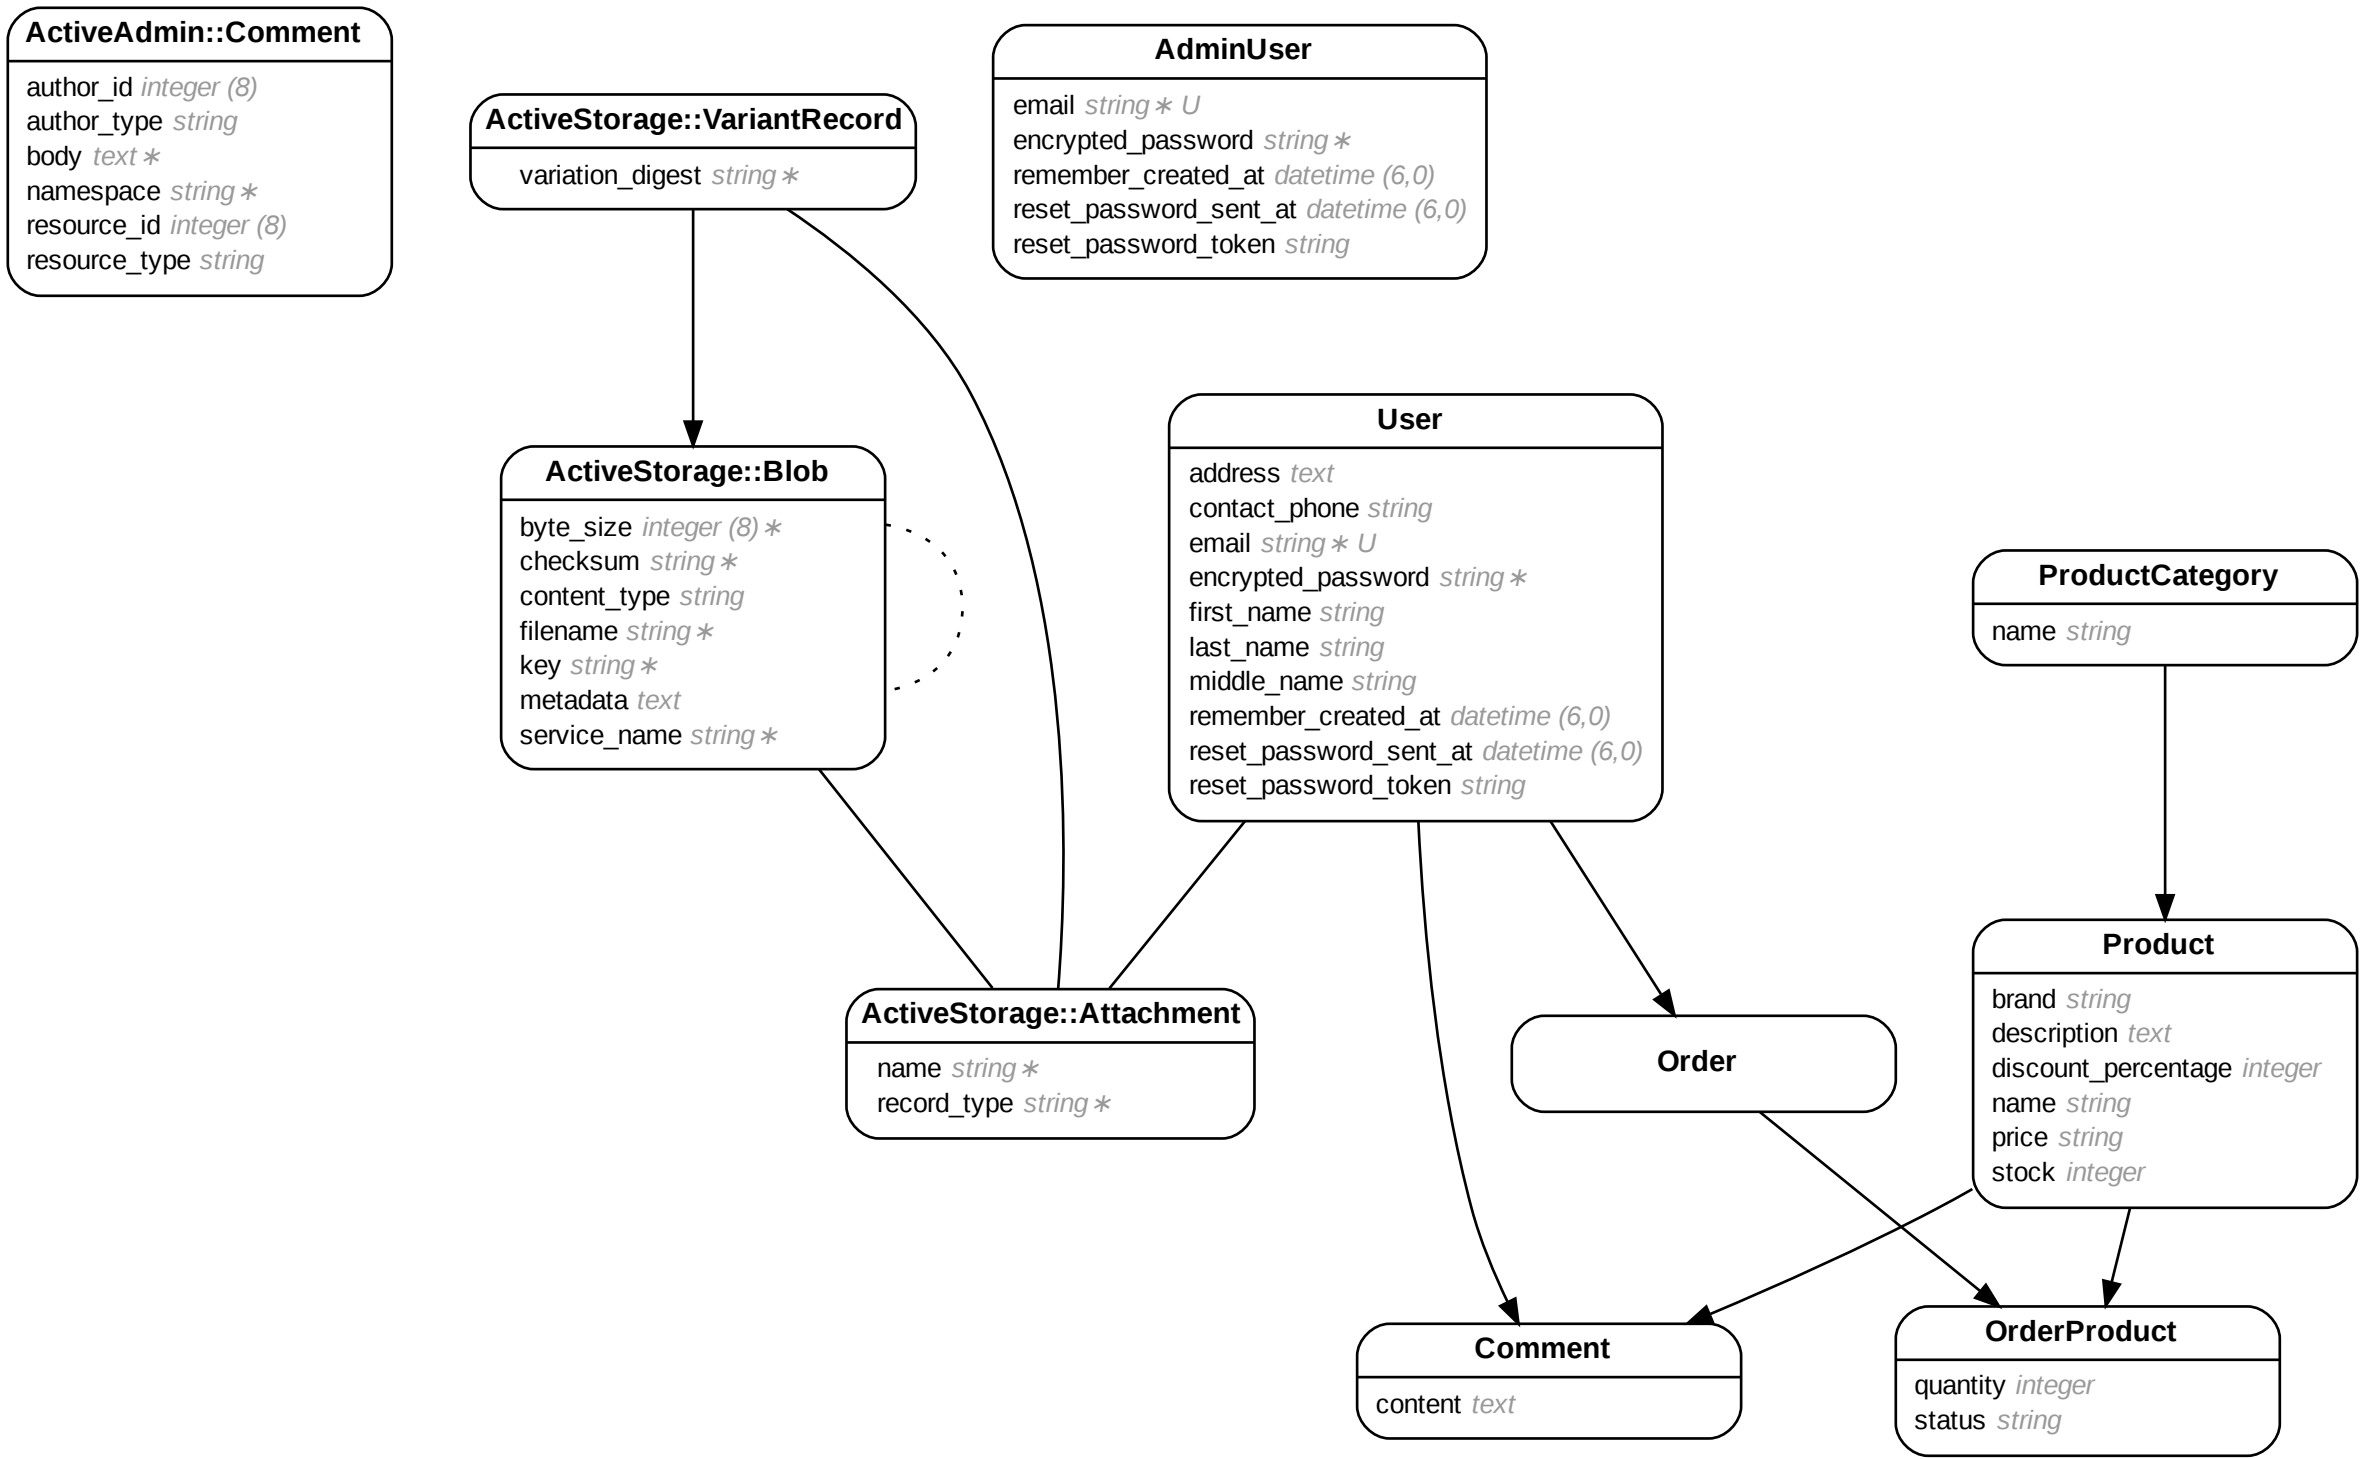 ActiveAdmin::Comment
author_id integer (8)
author_type string
body text ∗
namespace string ∗
resource_id integer (8)
resource_type string
ActiveStorage::VariantRecord
variation_digest string ∗
AdminUser
email string ∗ U
encrypted_password string ∗
remember_created_at datetime (6,0)
reset_password_sent_at datetime (6,0)
reset_password_token string
ActiveStorage::Blob
byte_size integer (8) ∗
checksum string ∗
content_type string
filename string ∗
key string ∗
metadata text
service_name string ∗
User
address text
contact_phone string
email string ∗ U
encrypted_password string ∗
first_name string
last_name string
middle_name string
remember_created_at datetime (6,0)
reset_password_sent_at datetime (6,0)
reset_password_token string
ProductCategory
name string
ActiveStorage::Attachment
name string ∗
record_type string ∗
Order
Product
brand string
description text
discount_percentage integer
name string
price string
stock integer
Comment
content text
OrderProduct
quantity integer
status string